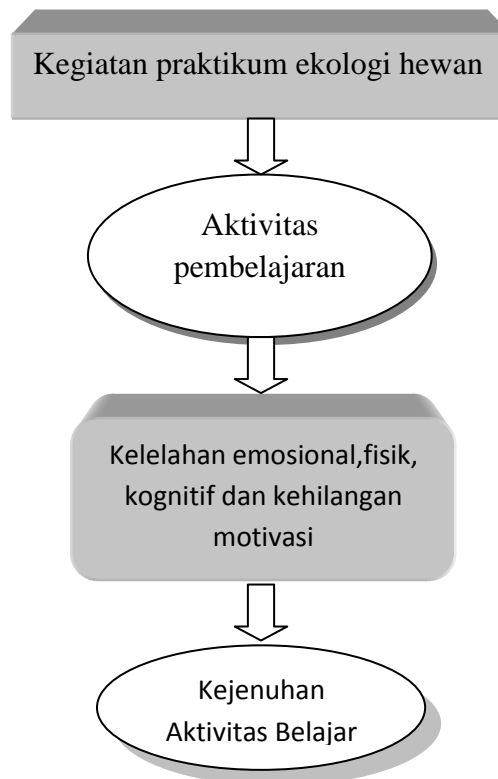 Kegiatan praktikum ekologi hewan
Aktivitas
pembelajaran
Kelelahan emosional,fisik,
kognitif dan kehilangan
motivasi
Kejenuhan
Aktivitas Belajar